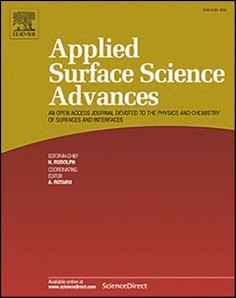 ELSEVIER
Applied
Surface Science
Advances
AN OPEN ACCESS JOURNAL DEVOTED TO THE PHYSICS AND CHEMISTRY
OF SURFACES AND INTERFACES
EDITOR-IN-CHIEF
N. RUDOLPH
COORDINATING
EDITOR
A. ROTARU
Available online at
www.sciencedirect.com
ScienceDirect